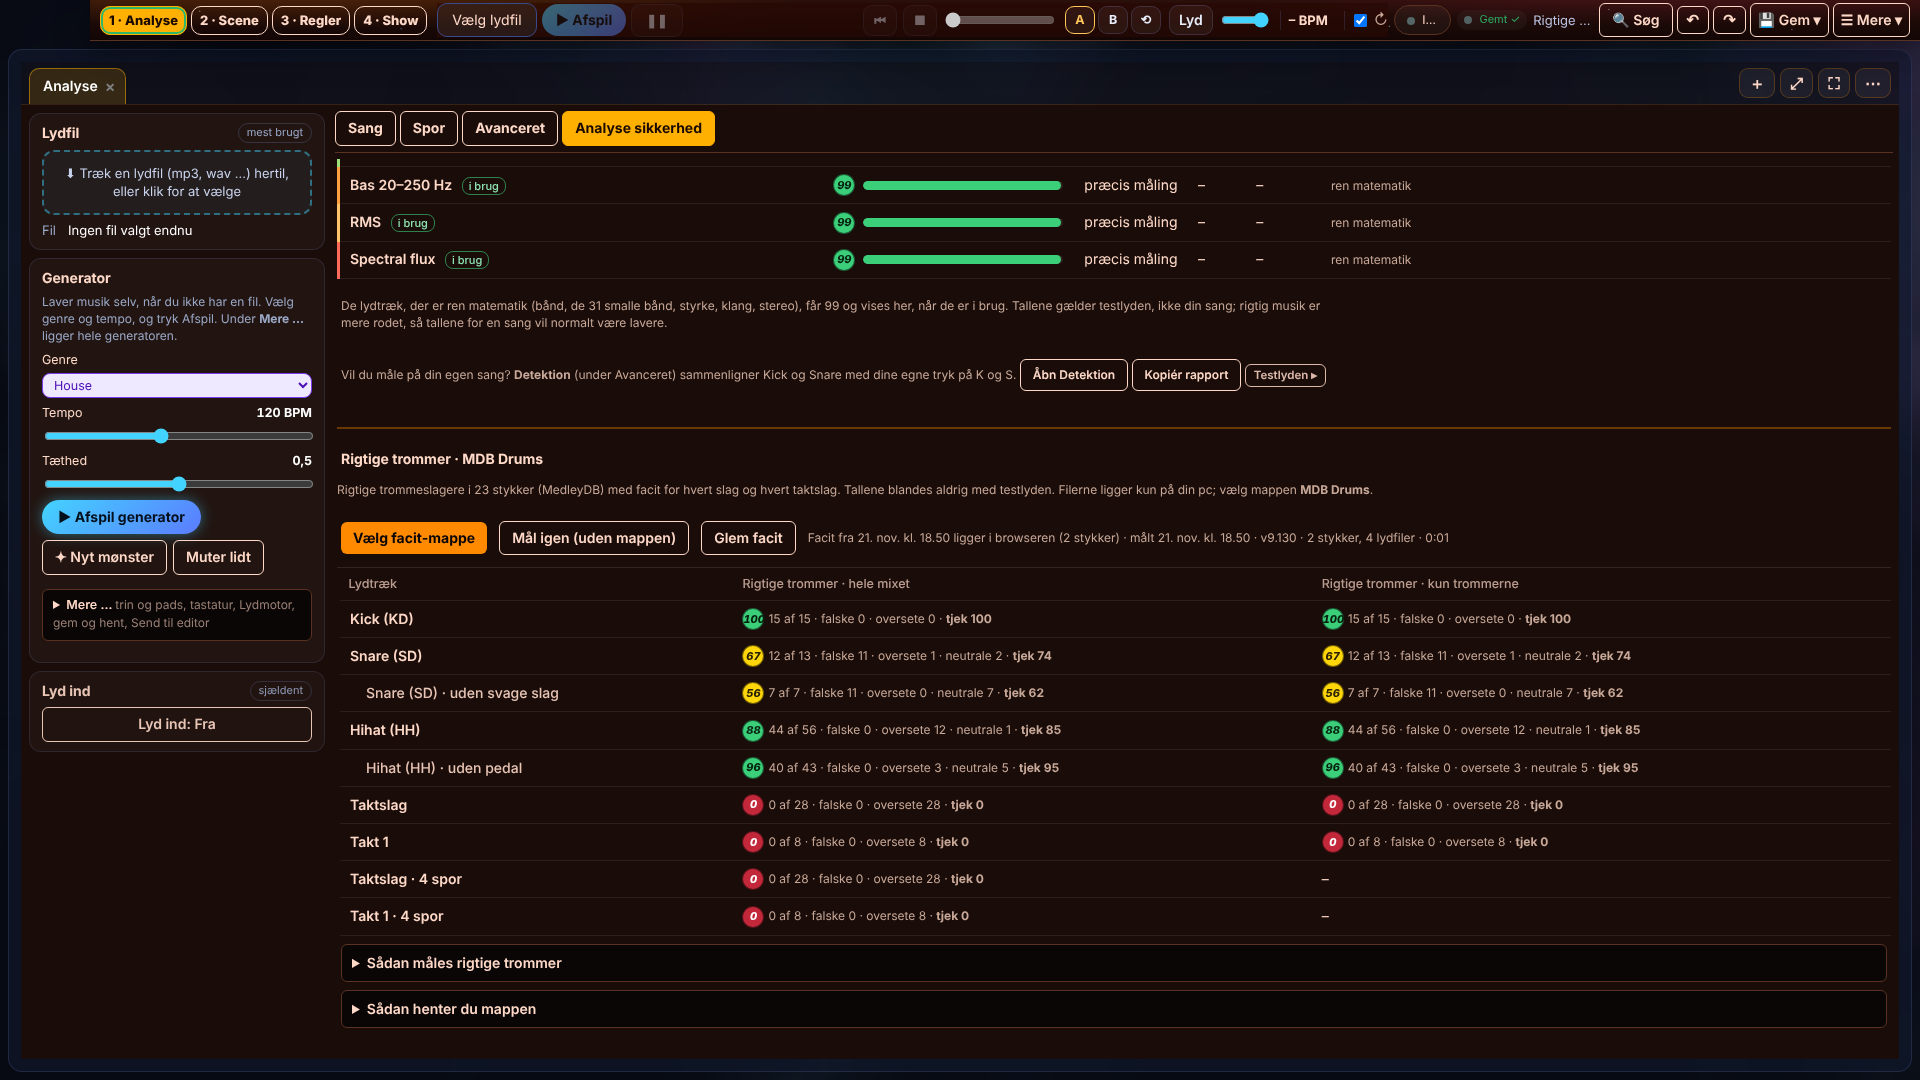 1 · Analyse 2 · Scene 3 · Regler 4 · Show Vælg lydfil ▶ Afspil A B Lyd – BPM I... Gemt ✓ Rigtige ... 🔍 Søg ↶ ↷ 💾 Gem ▾ ☰ Mere ▾
Analyse ×
Lydfil mest brugt
⬇ Træk en lydfil (mp3, wav ...) hertil,
eller klik for at vælge
Fil Ingen fil valgt endnu
Generator
Laver musik selv, når du ikke har en fil. Vælg
genre og tempo, og tryk Afspil. Under Mere ...
ligger hele generatoren.
Genre
House
Tempo 120 BPM
Tæthed 0,5
▶ Afspil generator
✦ Nyt mønster Muter lidt
▶ Mere ... trin og pads, tastatur, Lydmotor,
gem og hent, Send til editor
Lyd ind sjældent
Lyd ind: Fra
Sang Spor Avanceret Analyse sikkerhed
Bas 20–250 Hz i brug 99 præcis måling – – ren matematik
RMS i brug 99 præcis måling – – ren matematik
Spectral flux i brug 99 præcis måling – – ren matematik
De lydtræk, der er ren matematik (bånd, de 31 smalle bånd, styrke, klang, stereo), får 99 og vises her, når de er i brug. Tallene gælder testlyden, ikke din sang; rigtig musik er
mere rodet, så tallene for en sang vil normalt være lavere.
Vil du måle på din egen sang? Detektion (under Avanceret) sammenligner Kick og Snare med dine egne tryk på K og S. Åbn Detektion Kopiér rapport Testlyden ▸
Rigtige trommer · MDB Drums
Rigtige trommeslagere i 23 stykker (MedleyDB) med facit for hvert slag og hvert taktslag. Tallene blandes aldrig med testlyden. Filerne ligger kun på din pc; vælg mappen MDB Drums.
Vælg facit-mappe Mål igen (uden mappen) Glem facit Facit fra 21. nov. kl. 18.50 ligger i browseren (2 stykker) · målt 21. nov. kl. 18.50 · v9.130 · 2 stykker, 4 lydfiler · 0:01
Lydtræk Rigtige trommer · hele mixet Rigtige trommer · kun trommerne
Kick (KD) 100 15 af 15 · falske 0 · oversete 0 · tjek 100 100 15 af 15 · falske 0 · oversete 0 · tjek 100
Snare (SD) 67 12 af 13 · falske 11 · oversete 1 · neutrale 2 · tjek 74 67 12 af 13 · falske 11 · oversete 1 · neutrale 2 · tjek 74
Snare (SD) · uden svage slag 56 7 af 7 · falske 11 · oversete 0 · neutrale 7 · tjek 62 56 7 af 7 · falske 11 · oversete 0 · neutrale 7 · tjek 62
Hihat (HH) 88 44 af 56 · falske 0 · oversete 12 · neutrale 1 · tjek 85 88 44 af 56 · falske 0 · oversete 12 · neutrale 1 · tjek 85
Hihat (HH) · uden pedal 96 40 af 43 · falske 0 · oversete 3 · neutrale 5 · tjek 95 96 40 af 43 · falske 0 · oversete 3 · neutrale 5 · tjek 95
Taktslag 0 0 af 28 · falske 0 · oversete 28 · tjek 0 0 0 af 28 · falske 0 · oversete 28 · tjek 0
Takt 1 0 0 af 8 · falske 0 · oversete 8 · tjek 0 0 0 af 8 · falske 0 · oversete 8 · tjek 0
Taktslag · 4 spor 0 0 af 28 · falske 0 · oversete 28 · tjek 0 –
Takt 1 · 4 spor 0 0 af 8 · falske 0 · oversete 8 · tjek 0 –
▶ Sådan måles rigtige trommer
▶ Sådan henter du mappen